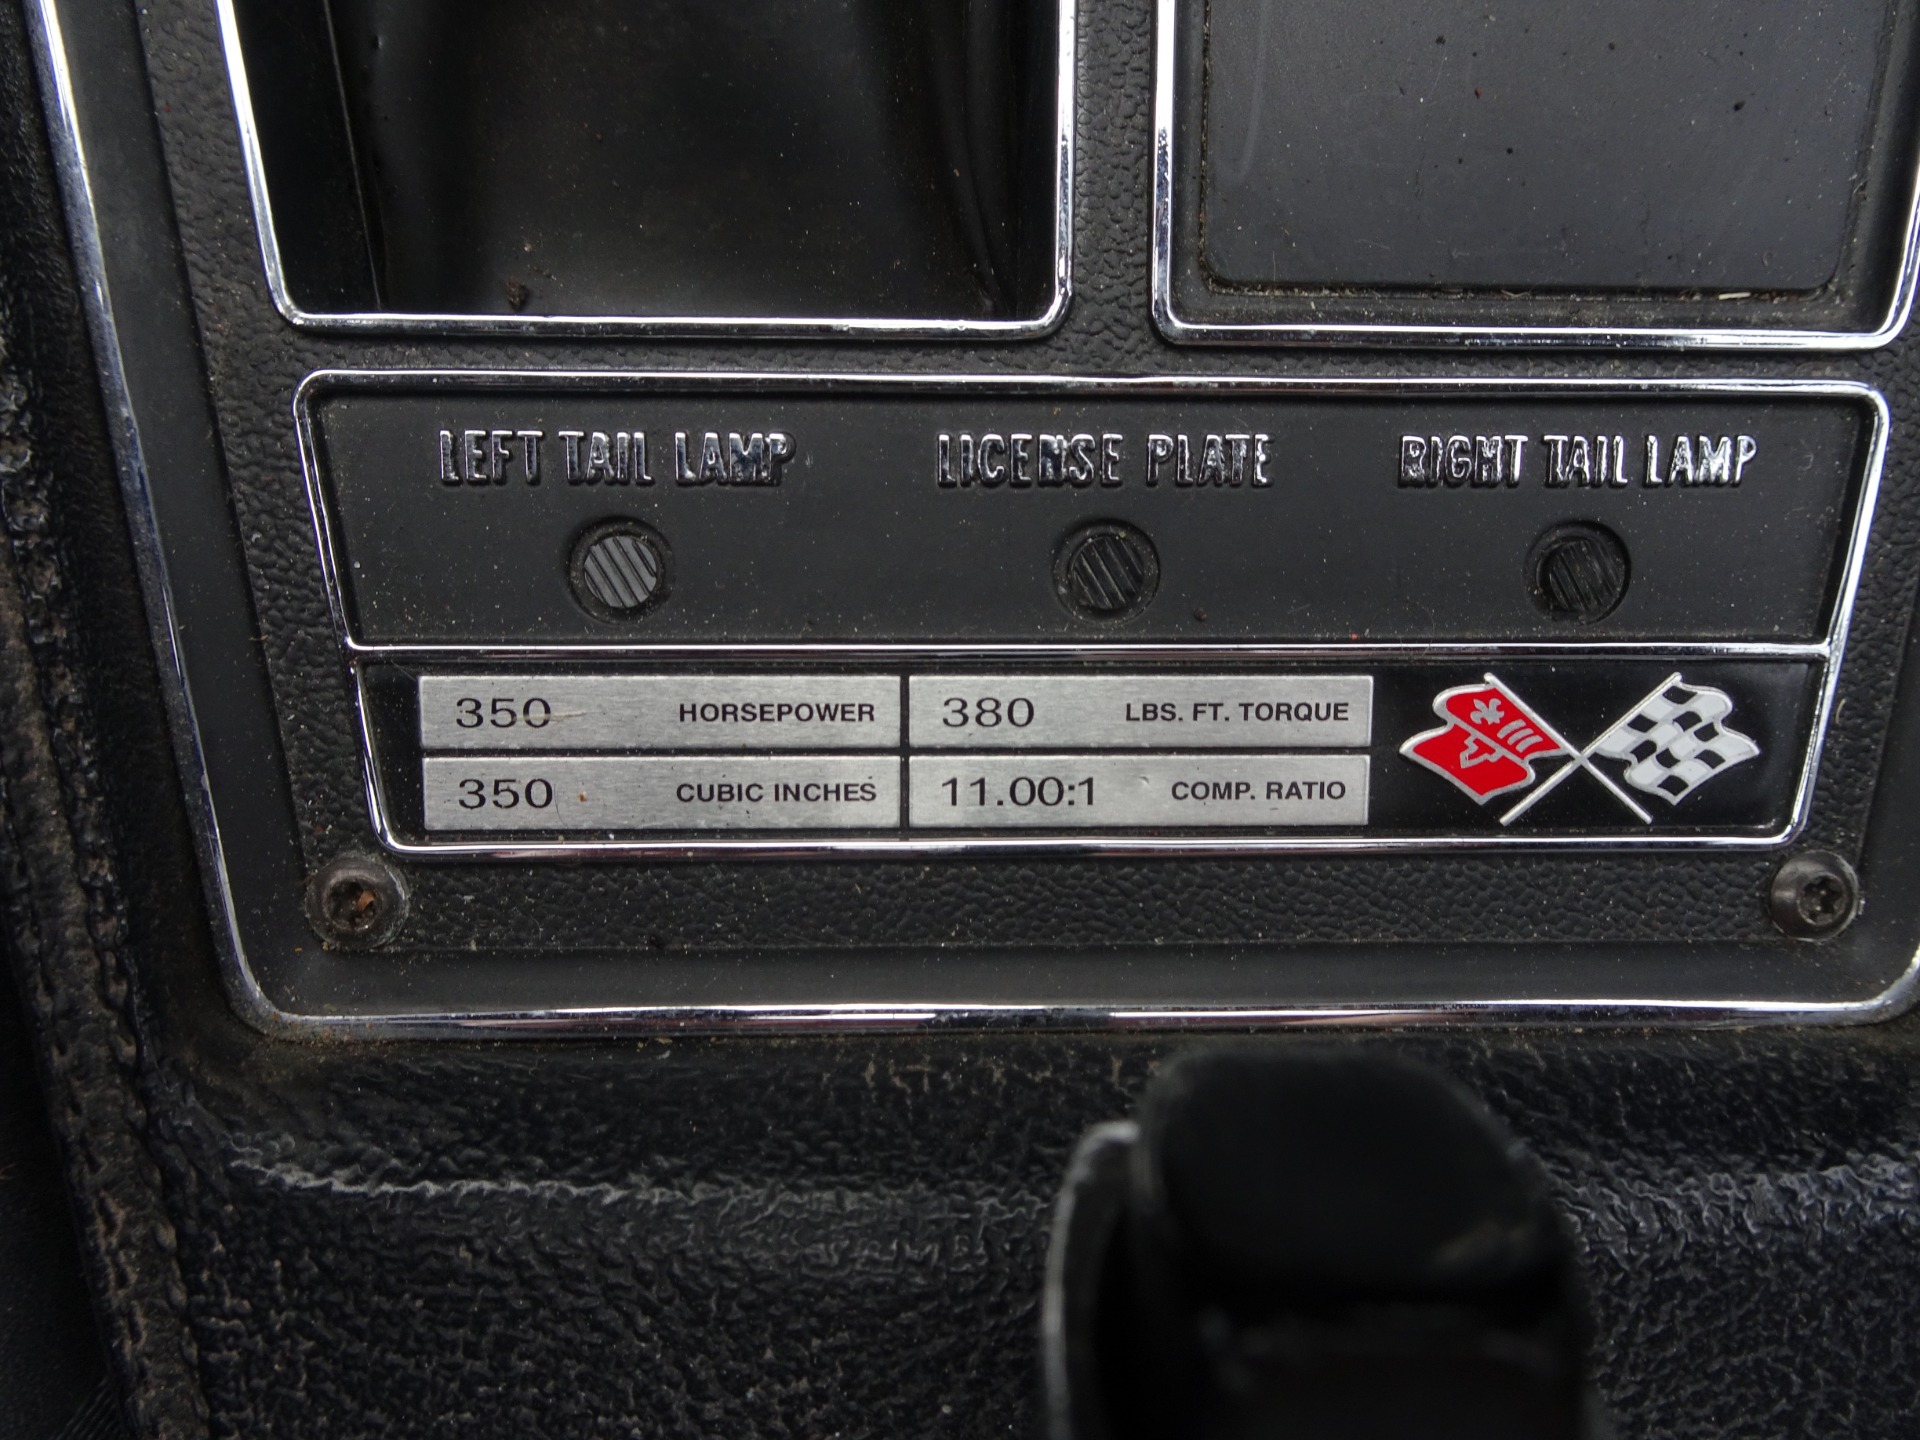 LEFT TAIL LAMP LICENSE PLATE RIGHT TAIL LAMP
350 HORSEPOWER 380 LBS. FT. TORQUE
350 CUBIC INCHES 11.00:1 COMP. RATIO